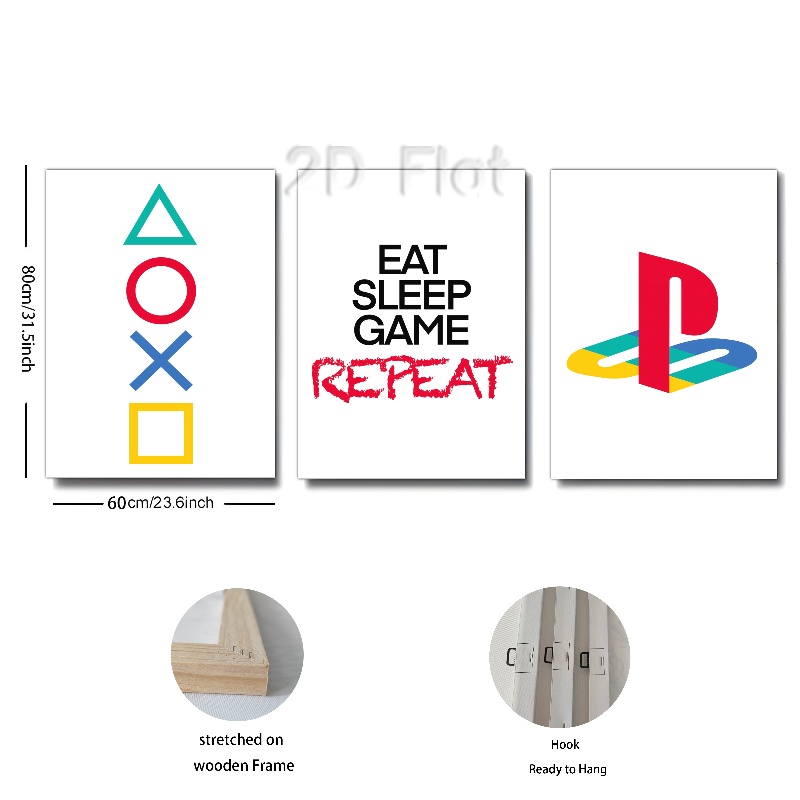 2D Flat
EAT
SLEEP
GAME
REPEAT
80cm/31.5inch
60cm/23.6inch
stretched on
wooden Frame
Hook
Ready to Hang